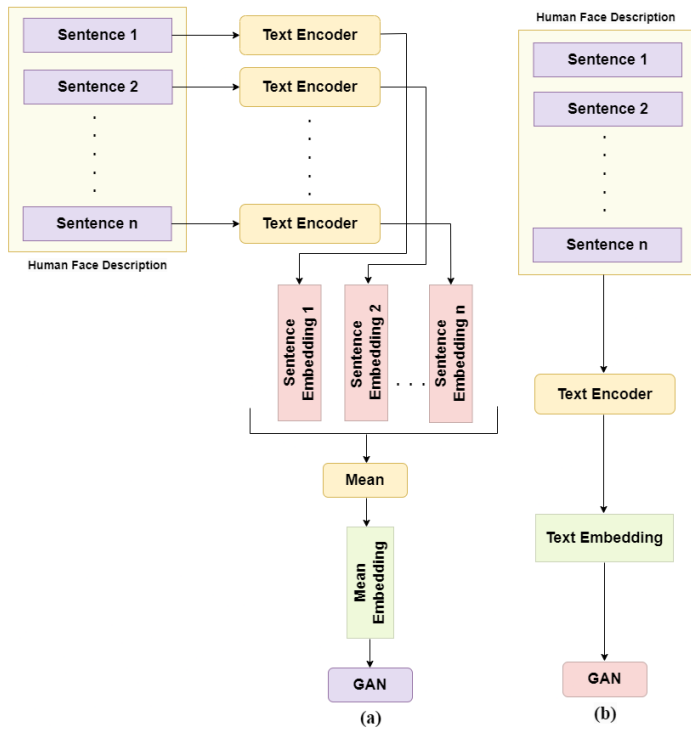 Sentence 1
Text Encoder
Sentence 2
Text Encoder
Sentence n
Text Encoder
Human Face Description
Sentence
Embedding 1
Sentence
Embedding 2
. . .
Sentence
Embedding n
Mean
Mean
Embedding
GAN
(a)
Human Face Description
Sentence 1
Sentence 2
Sentence n
Text Encoder
Text Embedding
GAN
(b)